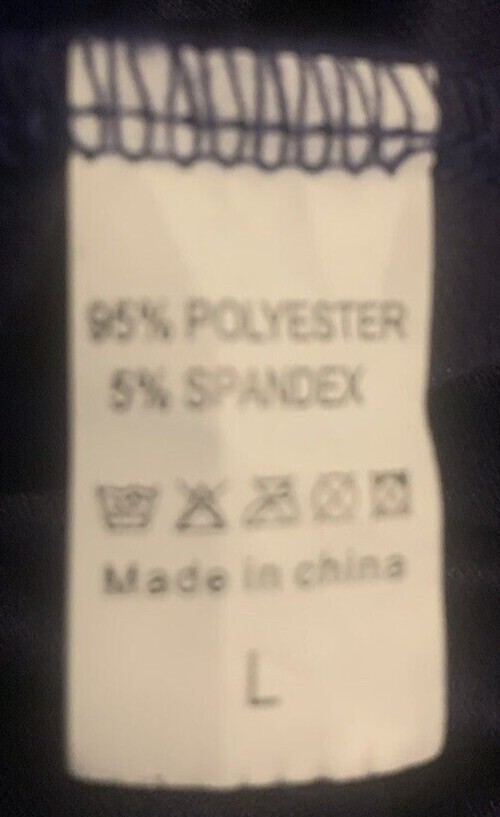 95% POLYESTER
5% SPANDEX
Made in china
L